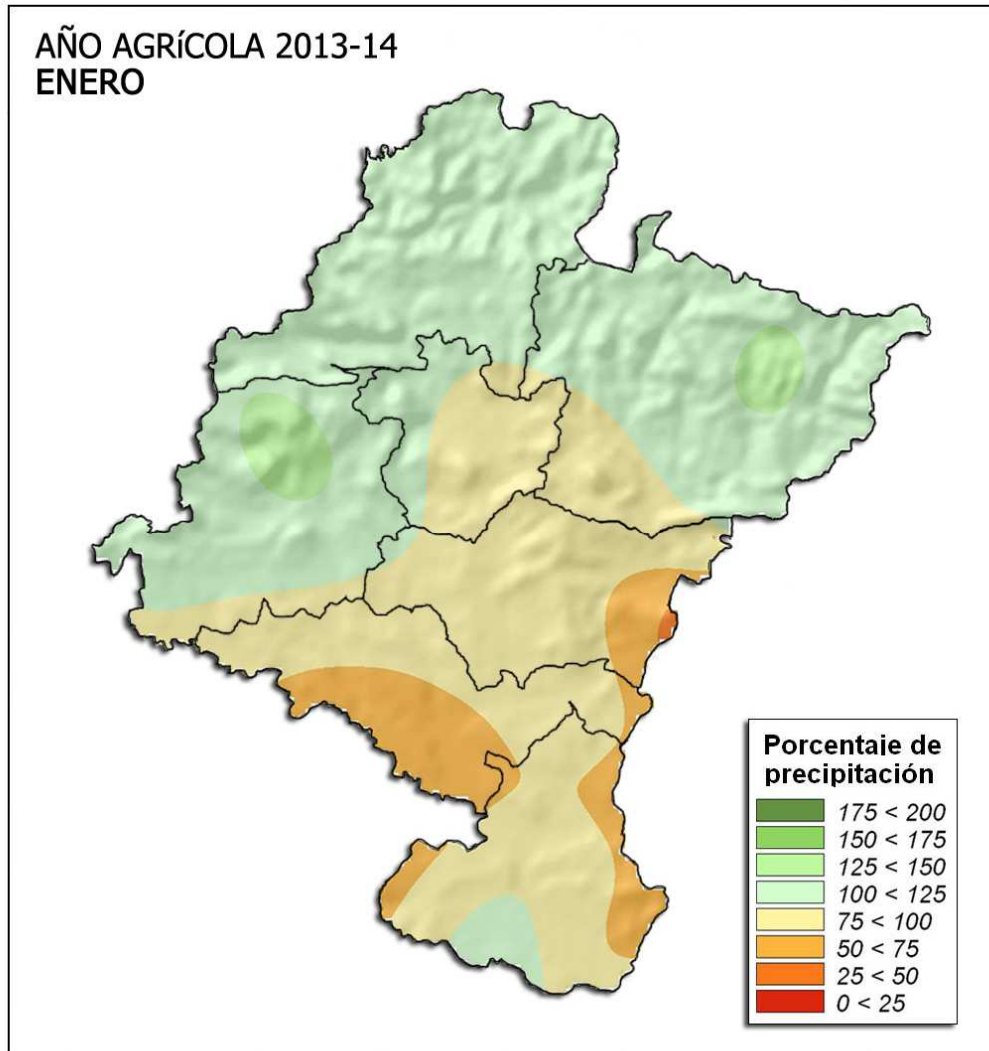 AÑO AGRÍCOLA 2013-14
ENERO
Porcentaje de
precipitación
175 < 200
150 < 175
125 < 150
100 < 125
75 < 100
50 < 75
25 < 50
0 < 25